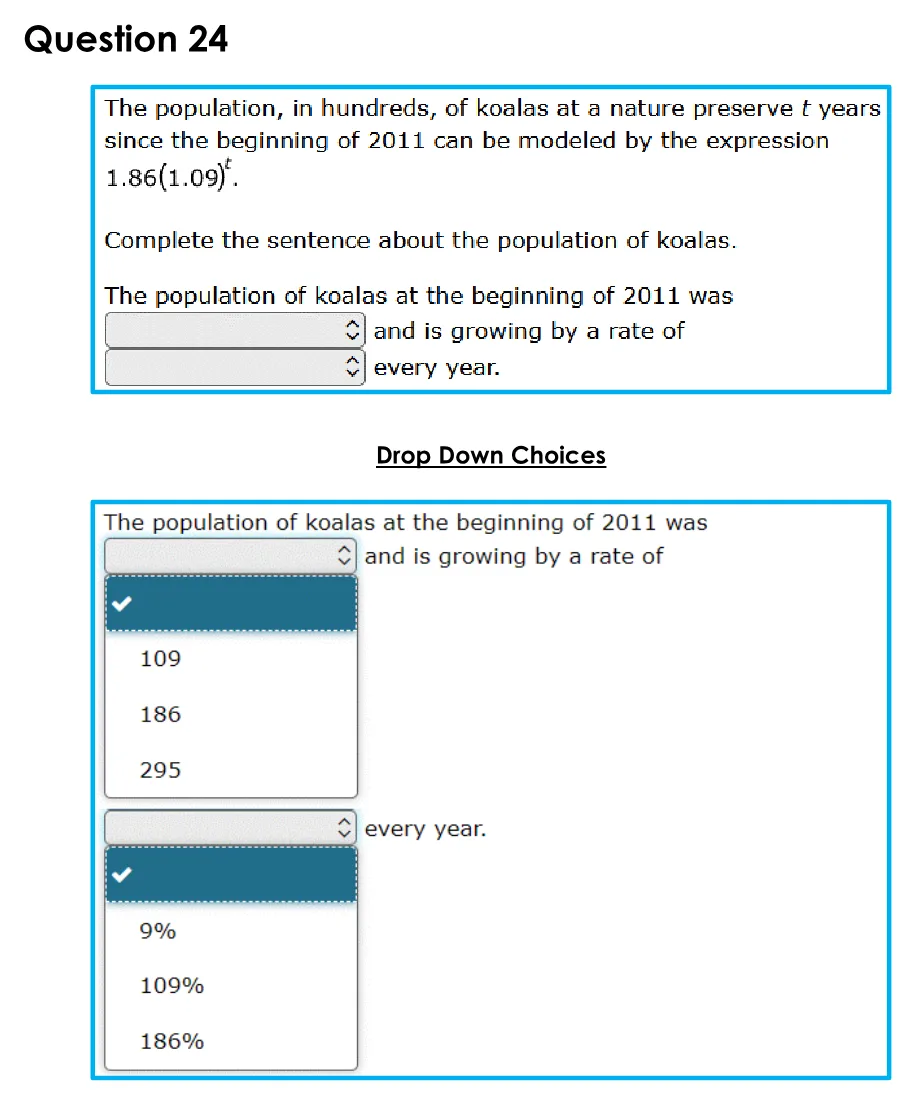 Question 24
The population, in hundreds, of koalas at a nature preserve t years
since the beginning of 2011 can be modeled by the expression
1.86(1.09)^t.
Complete the sentence about the population of koalas.
The population of koalas at the beginning of 2011 was
and is growing by a rate of
every year.
Drop Down Choices
The population of koalas at the beginning of 2011 was
and is growing by a rate of
109
186
295
every year.
9%
109%
186%